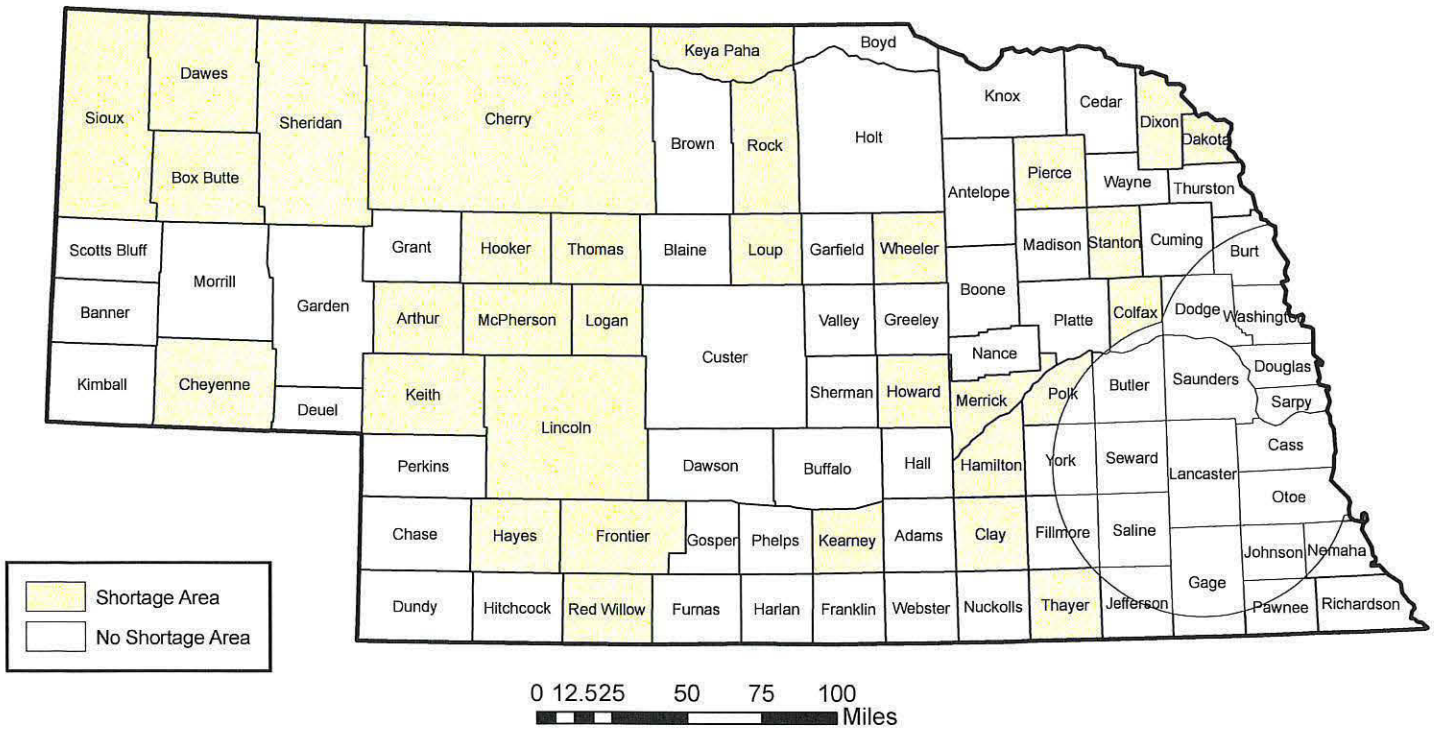 Boyd
Keya Paha
Dawes
Knox
Cedar
Sioux
Sheridan
Cherry
Dixon
Brown
Rock
Holt
Dakota
Box Butte
Pierce
Antelope
Wayne
Thurston
Scotts Bluff
Grant
Hooker
Thomas
Blaine
Loup
Garfield
Wheeler
Madison
Stanton
Cuming
Burt
Morrill
Garden
Boone
Banner
Arthur
McPherson
Logan
Valley
Greeley
Platte
Colfax
Dodge
Washington
Custer
Nance
Kimball
Cheyenne
Deuel
Keith
Sherman
Howard
Merrick
Polk
Butler
Saunders
Douglas
Sarpy
Lincoln
Perkins
Dawson
Buffalo
Hall
Hamilton
York
Seward
Lancaster
Cass
Otoe
Chase
Hayes
Frontier
Gosper
Phelps
Kearney
Adams
Clay
Fillmore
Saline
Gage
Johnson
Nemaha
Dundy
Hitchcock
Red Willow
Furnas
Harlan
Franklin
Webster
Nuckolls
Thayer
Jefferson
Pawnee
Richardson
Shortage Area
No Shortage Area
0 12.525 50 75 100
Miles